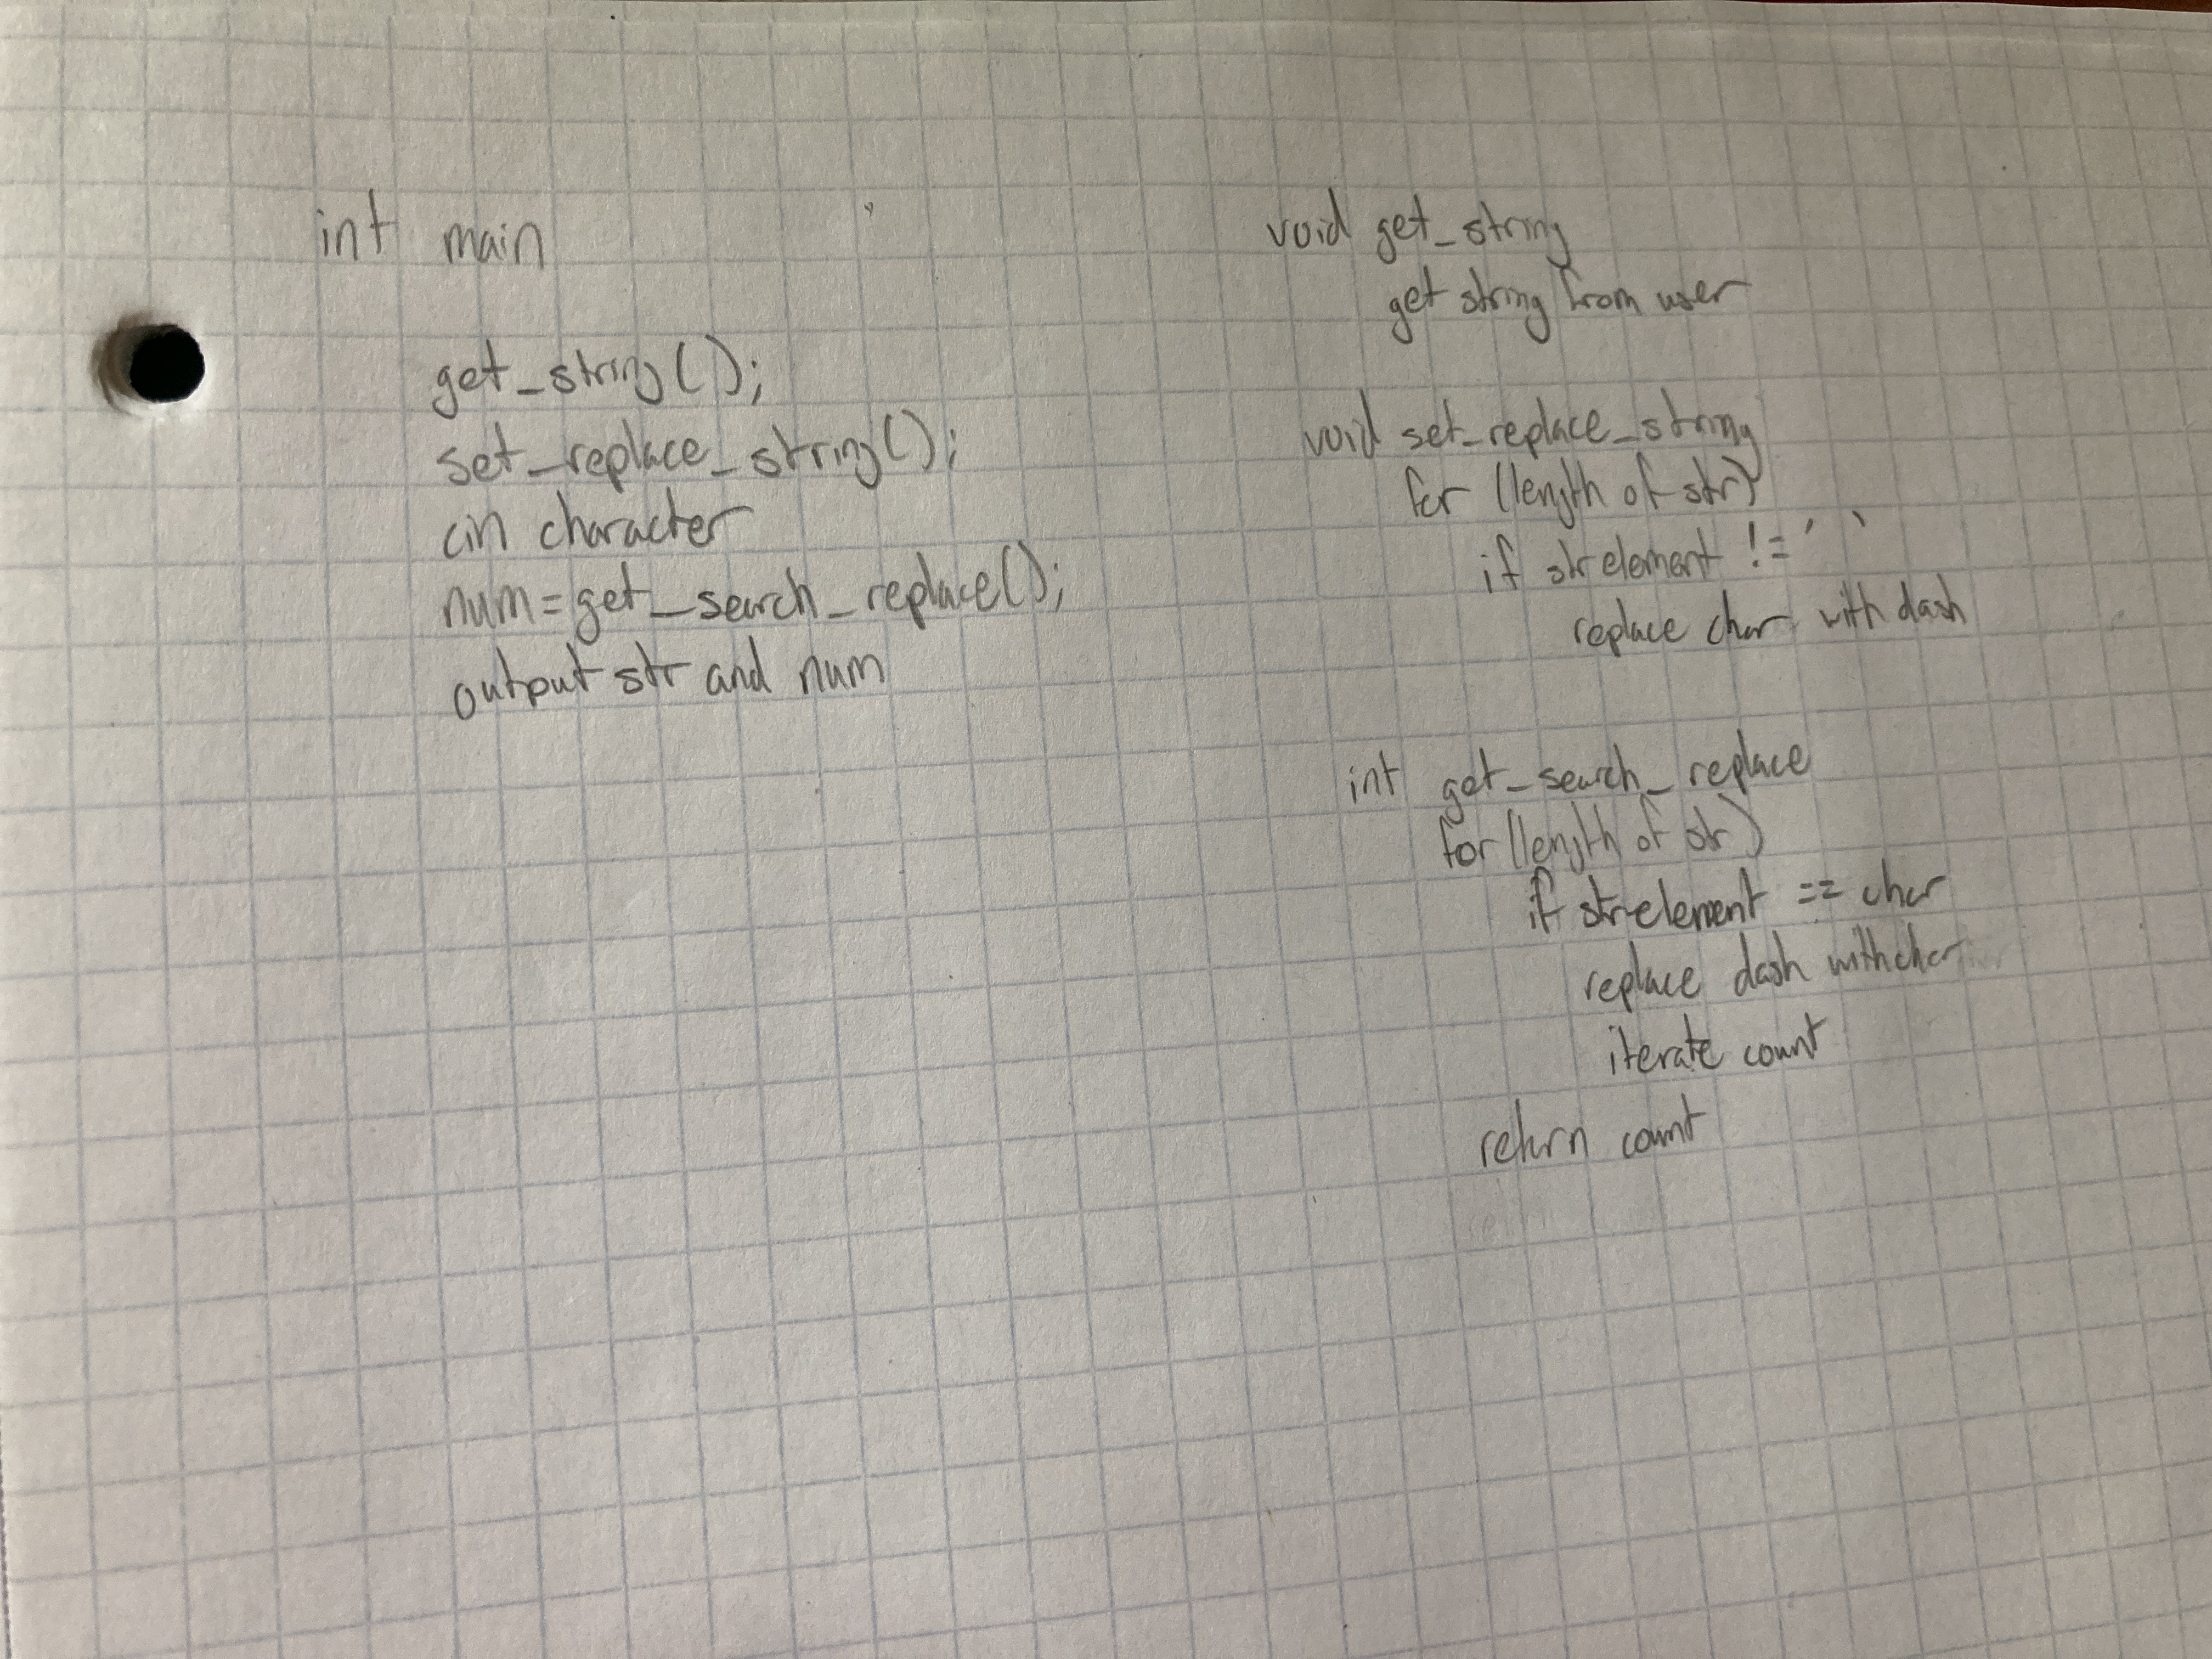 int main
get_string();
set_replace_string();
cin character
num = get_search_replace();
output str and num
void get_string
get string from user
void set_replace_string
for (length of str)
if str element != ' '
replace char with dash
int get_search_replace
for (length of str)
if str element == char
replace dash with char
iterate count
return count